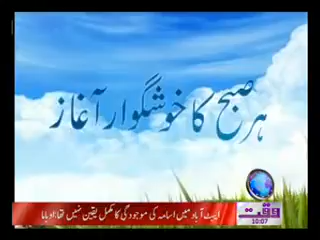 ہر صبح کا خوشگوار آغاز
ایبٹ آباد میں اسامہ کی موجودگی کا مکمل یقین نہیں تھا: اوباما
10:07